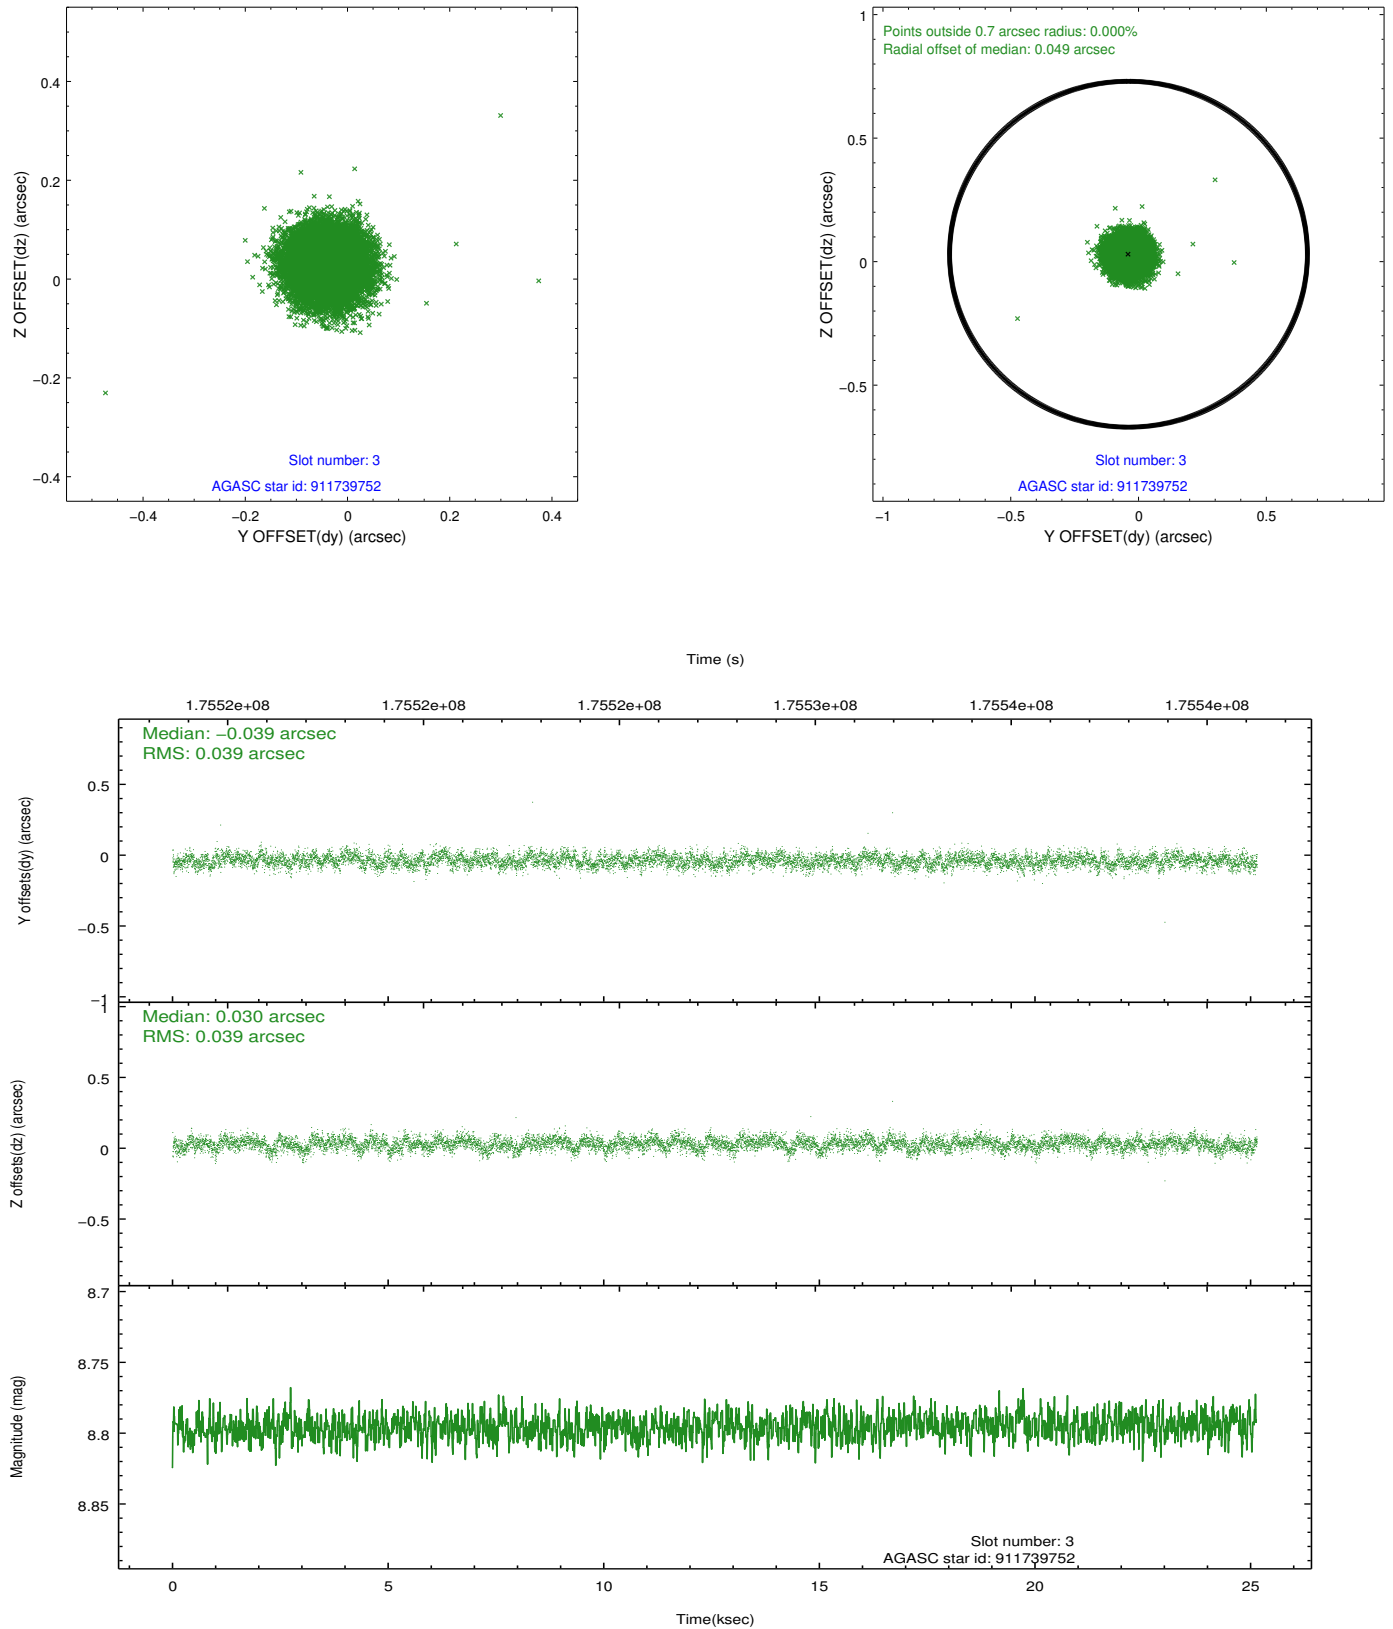 0.4
0.2
0
−0.2
−0.4
−0.4
−0.2
0
0.2
0.4
Z OFFSET(dz) (arcsec)
Y OFFSET(dy) (arcsec)
Slot number: 3
AGASC star id: 911739752
Points outside 0.7 arcsec radius: 0.000%
Radial offset of median: 0.049 arcsec
1
0.5
0
−0.5
−1
−0.5
0
0.5
Z OFFSET(dz) (arcsec)
Y OFFSET(dy) (arcsec)
Slot number: 3
AGASC star id: 911739752
Time (s)
1.7552e+08
1.7552e+08
1.7552e+08
1.7553e+08
1.7554e+08
1.7554e+08
Median: −0.039 arcsec
RMS: 0.039 arcsec
0.5
0
−0.5
−1
Y offsets(dy) (arcsec)
Median: 0.030 arcsec
RMS: 0.039 arcsec
1
0.5
0
−0.5
Z offsets(dz) (arcsec)
8.7
8.75
8.8
8.85
Magnitude (mag)
Slot number: 3
AGASC star id: 911739752
0
5
10
15
20
25
Time(ksec)